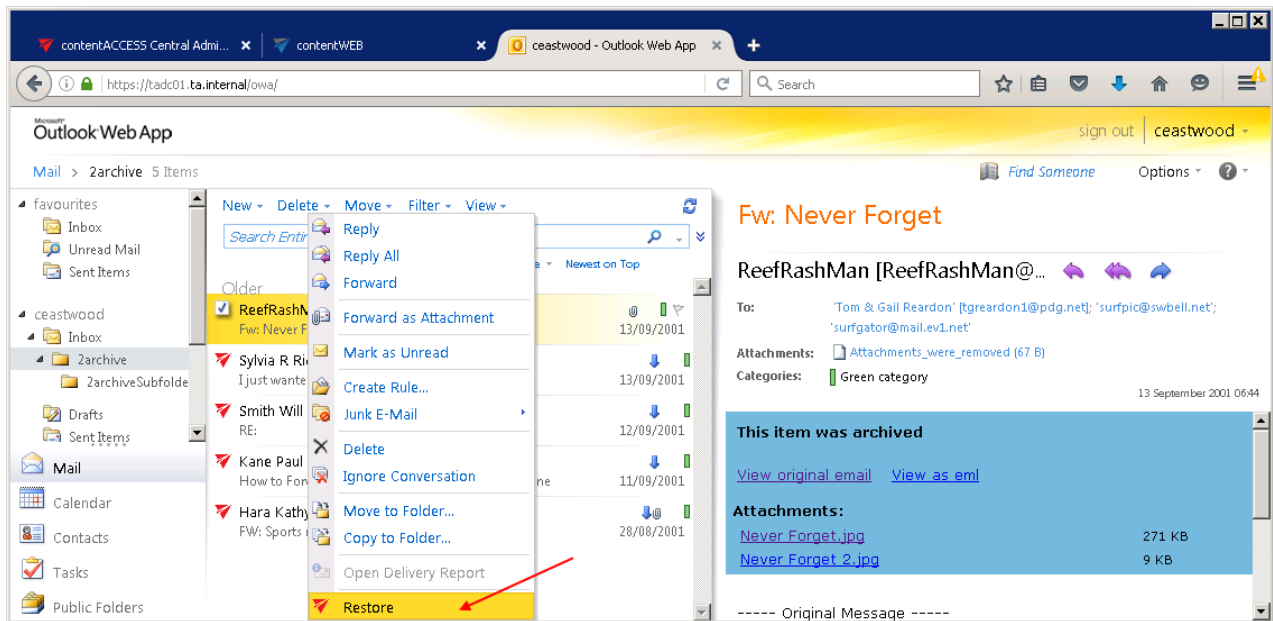 contentACCESS Central Admi...
contentWEB
ceastwood - Outlook Web App
https://tadc01.ta.internal/owa/
Search
Microsoft®
Outlook Web App
sign out
ceastwood
Mail > 2archive 5 Items
Find Someone
Options
favourites
Inbox
Unread Mail
Sent Items
ceastwood
Inbox
2archive
2archiveSubfolde
Drafts
Sent Items
Mail
Calendar
Contacts
Tasks
Public Folders
New Delete Move Filter View
Search Entir
Newest on Top
Older
ReefRashM
Fw: Never F
13/09/2001
Sylvia R Ri
I just wante
13/09/2001
Smith Will
RE:
12/09/2001
Kane Paul
How to For
ne
11/09/2001
Hara Kathy
FW: Sports
28/08/2001
Reply
Reply All
Forward
Forward as Attachment
Mark as Unread
Create Rule...
Junk E-Mail
Delete
Ignore Conversation
Move to Folder...
Copy to Folder...
Open Delivery Report
Restore
Fw: Never Forget
ReefRashMan [ReefRashMan@...
To: 'Tom & Gail Reardon' [tgreardon1@pdg.net]; 'surfpic@swbell.net';
'surfgator@mail.ev1.net'
Attachments: Attachments_were_removed (67 B)
Categories: Green category
13 September 2001 06:44
This item was archived
View original email View as eml
Attachments:
Never Forget.jpg 271 KB
Never Forget 2.jpg 9 KB
----- Original Message -----